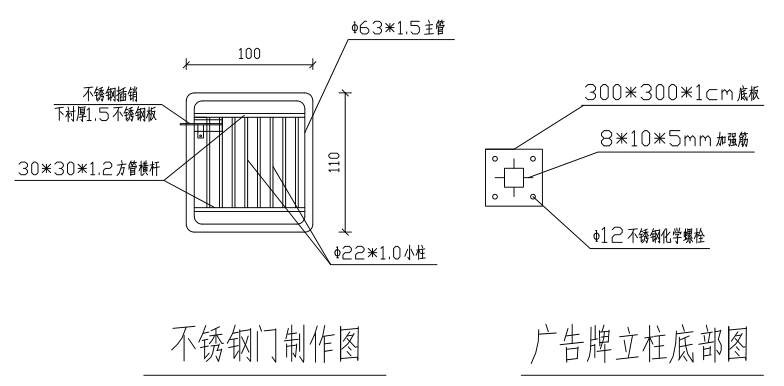 Φ63*1.5主管
100
不锈钢插销
下衬厚1.5不锈钢板
30*30*1.2方管横杆
110
Φ22*1.0小柱
不锈钢门制作图
300*300*1cm底板
8*10*5mm加强筋
Φ12不锈钢化学螺栓
广告牌立柱底部图